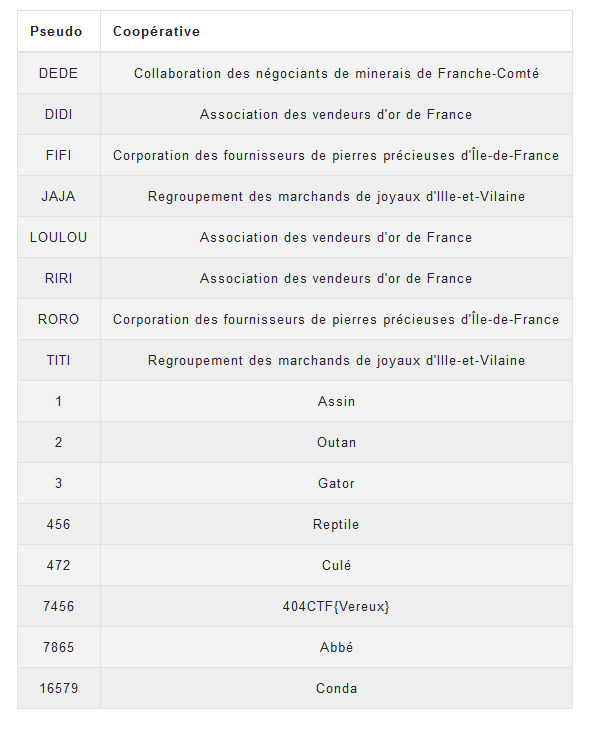 Pseudo Coopérative
DEDE Collaboration des négociants de minerais de Franche-Comté
DIDI Association des vendeurs d'or de France
FIFI Corporation des fournisseurs de pierres précieuses d'Île-de-France
JAJA Regroupement des marchands de joyaux d'Ille-et-Vilaine
LOULOU Association des vendeurs d'or de France
RIRI Association des vendeurs d'or de France
RORO Corporation des fournisseurs de pierres précieuses d'Île-de-France
TITI Regroupement des marchands de joyaux d'Ille-et-Vilaine
1 Assin
2 Outan
3 Gator
456 Reptile
472 Culé
7456 404CTF{Vereux}
7865 Abbé
16579 Conda